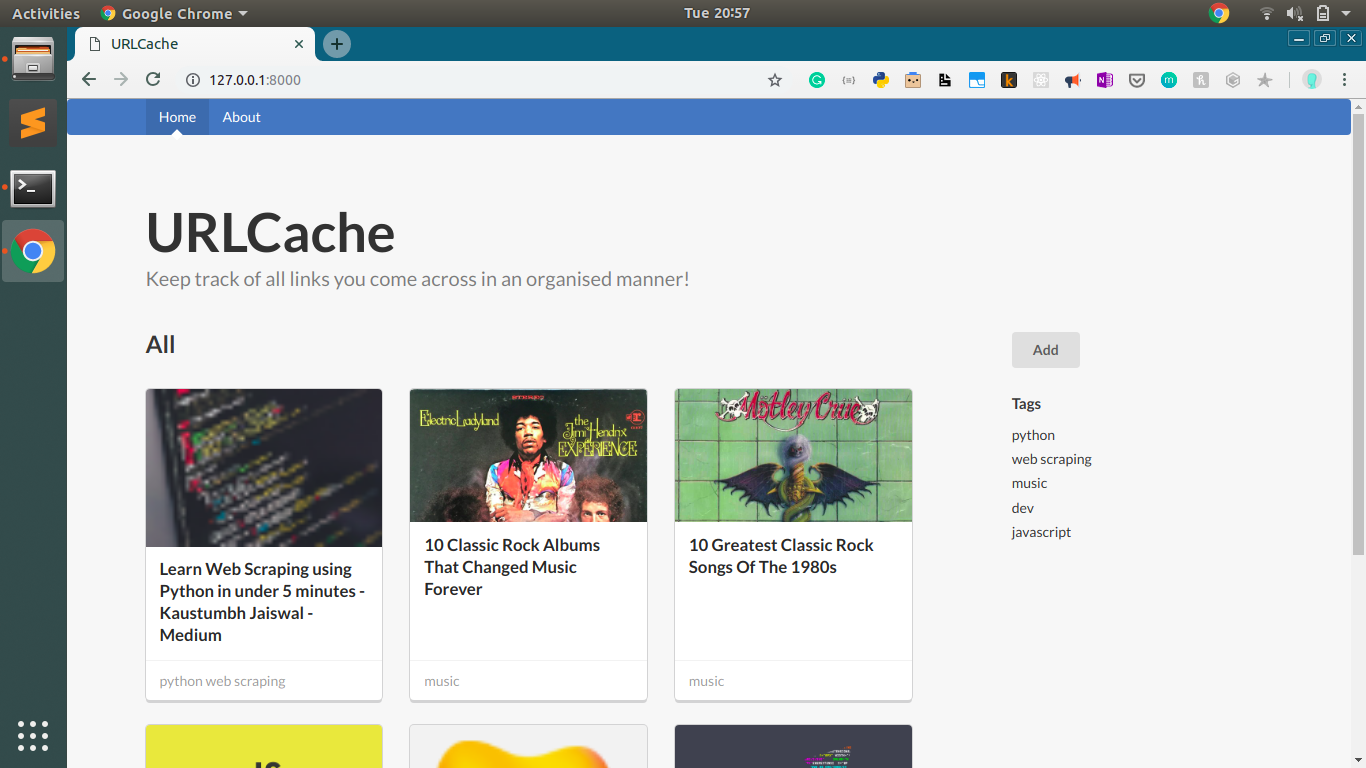 Activities Google Chrome Tue 20:57
URLCache
127.0.0.1:8000
Home About
URLCache
Keep track of all links you come across in an organised manner!
All
Add
Tags
python
web scraping
music
dev
javascript
Electric Ladyland
the
Jimi Hendrix
EXPERIENCE
Mötley Crüe
Learn Web Scraping using
Python in under 5 minutes -
Kaustumbh Jaiswal -
Medium
python web scraping
10 Classic Rock Albums
That Changed Music
Forever
music
10 Greatest Classic Rock
Songs Of The 1980s
music
JS